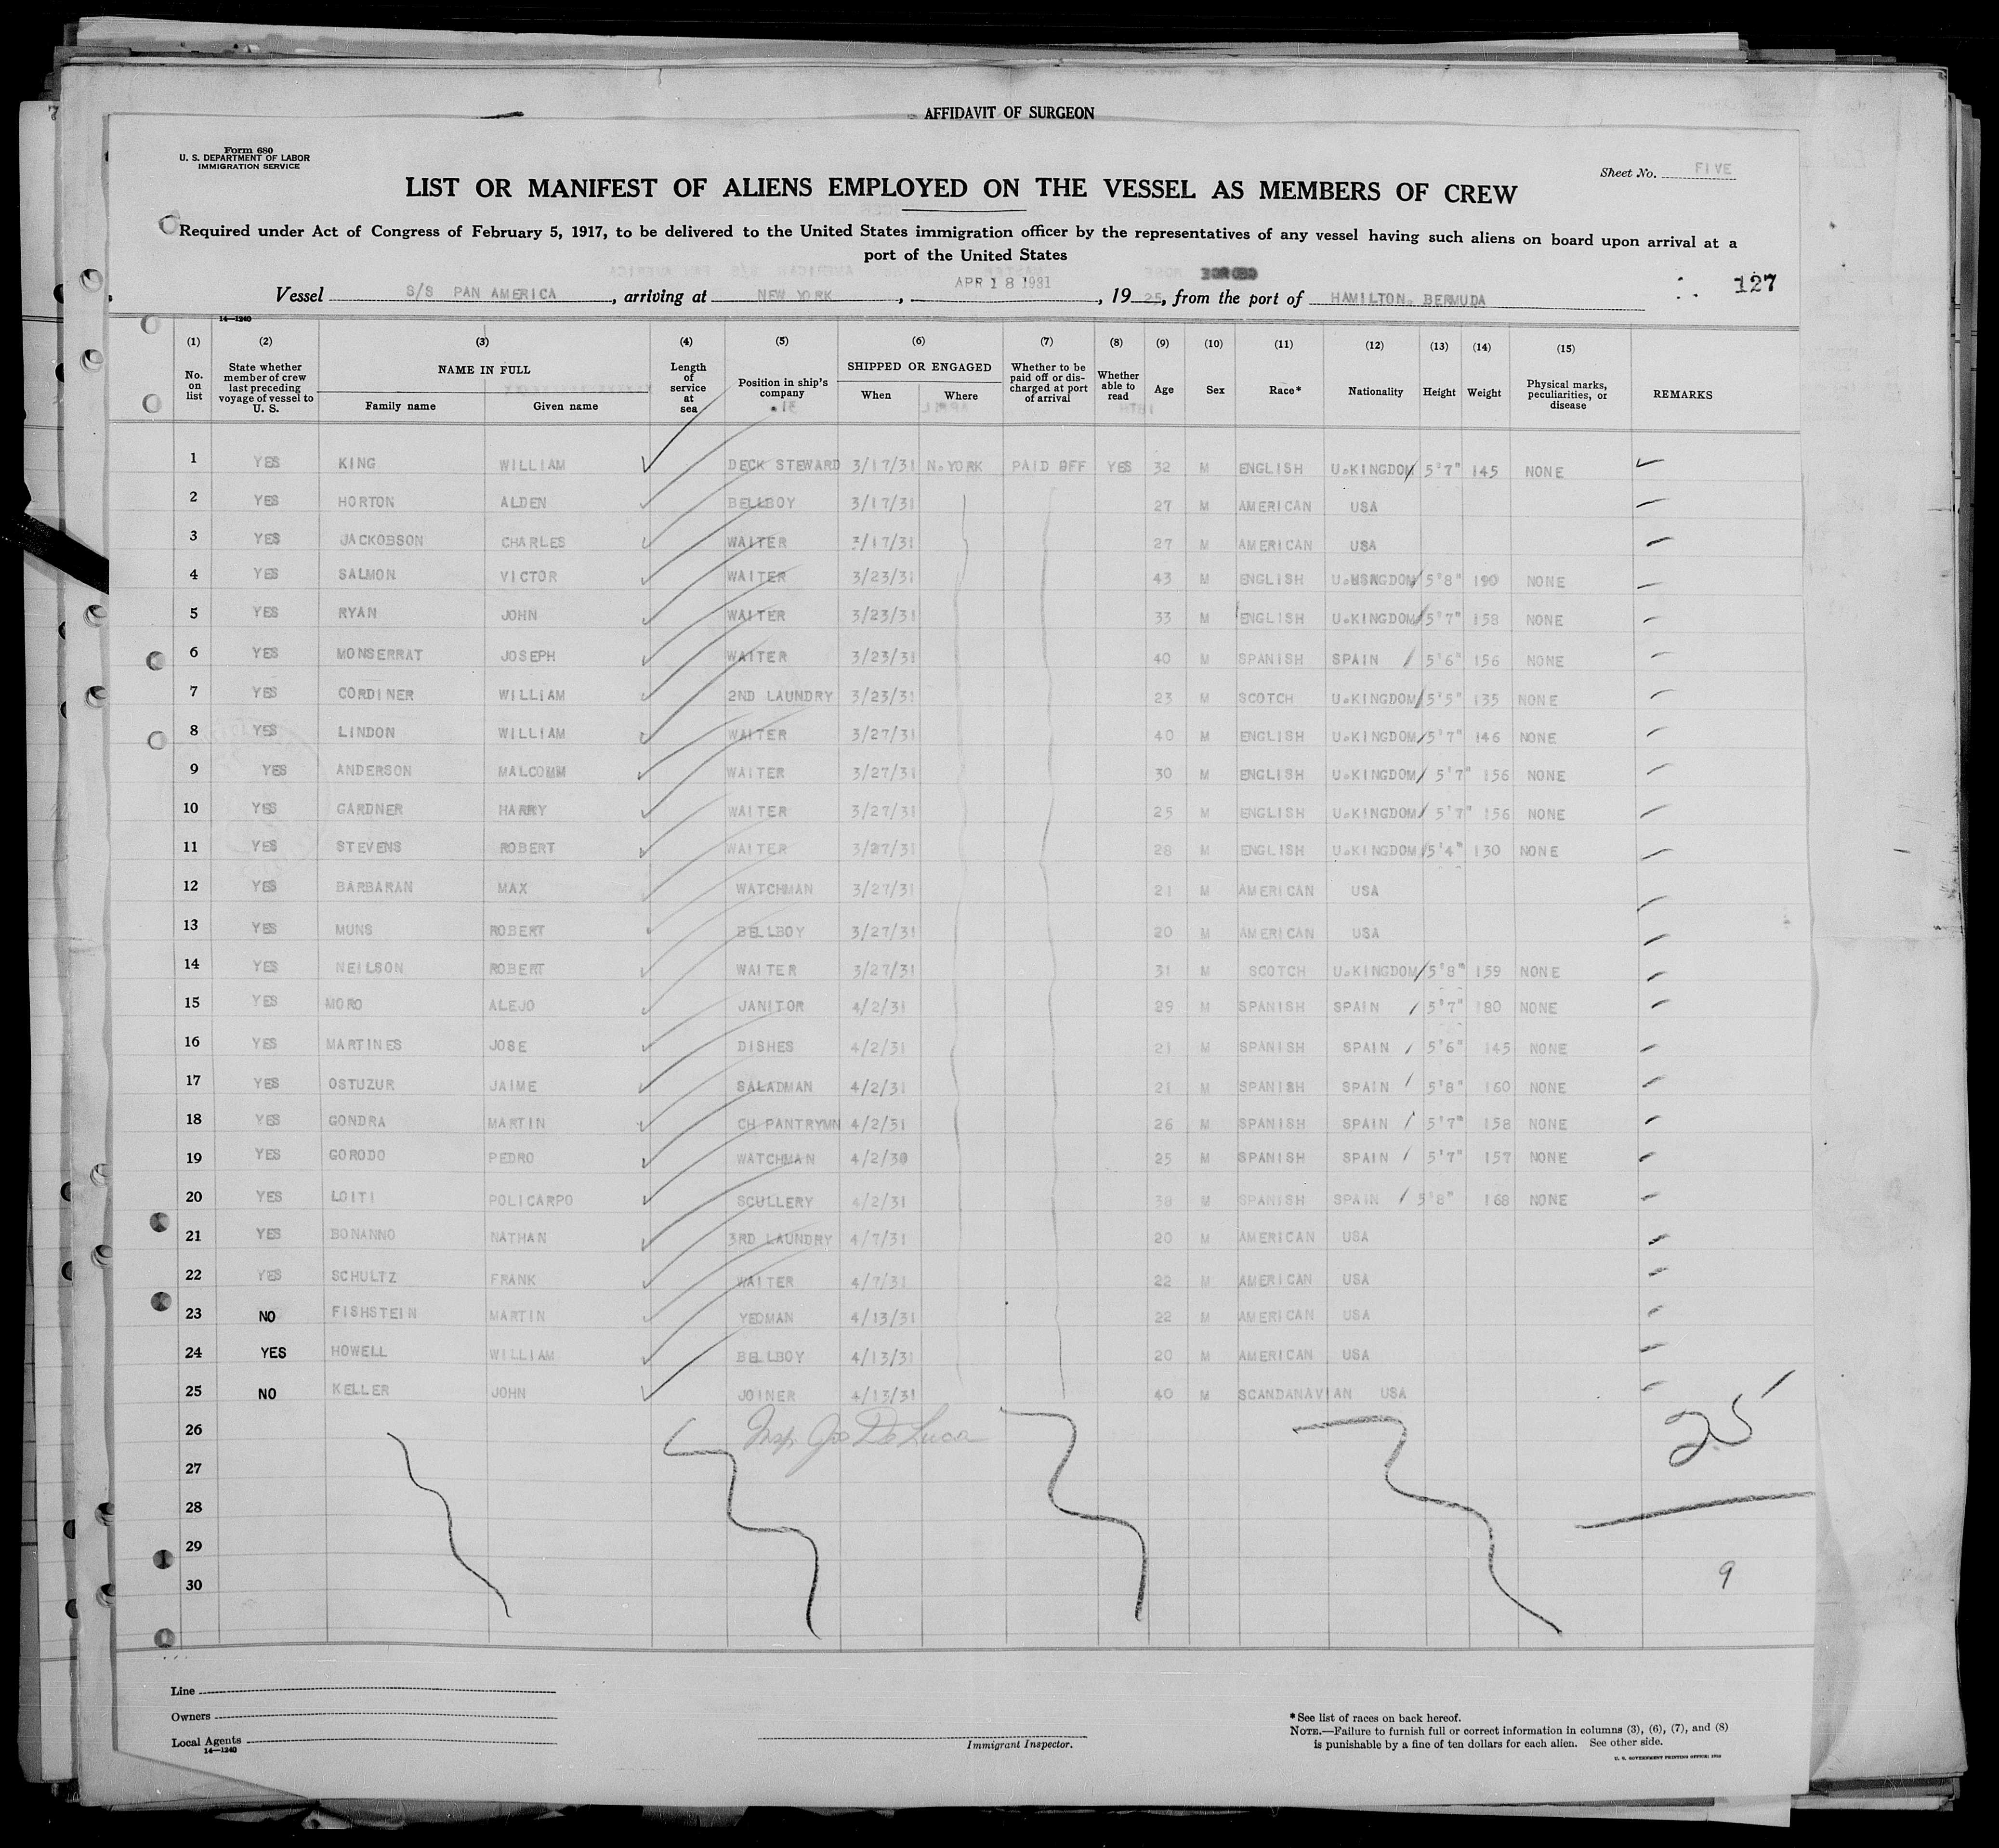 AFFIDAVIT OF SURGEON
Form 680
U. S. DEPARTMENT OF LABOR
IMMIGRATION SERVICE
Sheet No. FIVE
LIST OR MANIFEST OF ALIENS EMPLOYED ON THE VESSEL AS MEMBERS OF CREW
Required under Act of Congress of February 5, 1917, to be delivered to the United States immigration officer by the representatives of any vessel having such aliens on board upon arrival at a
port of the United States
Vessel S/S PAN AMERICA, arriving at NEW YORK, APR 18 1931, 19 25, from the port of HAMILTON. BERMUDA 127
14—1240
(1) (2) (3) (4) (5) (6) (7) (8) (9) (10) (11) (12) (13) (14) (15)
No. on list State whether member of crew last preceding voyage of vessel to U. S. NAME IN FULL Family name Given name Length of service at sea Position in ship's company SHIPPED OR ENGAGED When Where Whether to be paid off or discharged at port of arrival Whether able to read Age Sex Race* Nationality Height Weight Physical marks, peculiarities, or disease REMARKS
1 YES KING WILLIAM DECK STEWARD 3/17/31 N.YORK PAID OFF YES 32 M ENGLISH U.KINGDOM 5'7" 145 NONE
2 YES HORTON ALDEN BELLBOY 3/17/31 27 M AMERICAN USA
3 YES JACKOBSON CHARLES WAITER 3/17/31 27 M AMERICAN USA
4 YES SALMON VICTOR WAITER 3/23/31 43 M ENGLISH 5'8" 190 NONE
5 YES RYAN JOHN WAITER 3/23/31 33 M ENGLISH U.KINGDOM 5'7" 158 NONE
6 YES MONSERRAT JOSEPH WAITER 3/23/31 40 M SPANISH SPAIN 5'6" 156 NONE
7 YES CORDINER WILLIAM 2ND LAUNDRY 3/23/31 23 M SCOTCH U.KINGDOM 5'5" 135 NONE
8 YES LINDON WILLIAM WAITER 3/27/31 40 M ENGLISH U.KINGDOM 5'7" 146 NONE
9 YES ANDERSON MALCOMM WAITER 3/27/31 30 M ENGLISH U.KINGDOM 5'7" 156 NONE
10 YES GARDNER HARRY WAITER 3/27/31 25 M ENGLISH U.KINGDOM 5'7" 156 NONE
11 YES STEVENS ROBERT WAITER 3/27/31 28 M ENGLISH U.KINGDOM 5'4" 130 NONE
12 YES BARBARAN MAX WATCHMAN 3/27/31 21 M AMERICAN USA
13 YES MUNS ROBERT BELLBOY 3/27/31 20 M AMERICAN USA
14 YES NEILSON ROBERT WAITER 3/27/31 31 M SCOTCH U.KINGDOM 5'8" 159 NONE
15 YES MORO ALEJO JANITOR 4/2/31 29 M SPANISH SPAIN 5'7" 180 NONE
16 YES MARTINES JOSE DISHES 4/2/31 21 M SPANISH SPAIN 5'6" 145 NONE
17 YES OSTUZUR JAIME SALADMAN 4/2/31 21 M SPANISH SPAIN 5'8" 160 NONE
18 YES GONDRA MARTIN CH PANTRYMN 4/2/31 26 M SPANISH SPAIN 5'7" 158 NONE
19 YES GORODO PEDRO WATCHMAN 4/2/30 25 M SPANISH SPAIN 5'7" 157 NONE
20 YES LOITI POLICARPO SCULLERY 4/2/31 38 M SPANISH SPAIN 5'8" 168 NONE
21 YES BONANNO NATHAN 3RD LAUNDRY 4/7/31 20 M AMERICAN USA
22 YES SCHULTZ FRANK WAITER 4/7/31 22 M AMERICAN USA
23 NO FISHSTEIN MARTIN YEOMAN 4/13/31 22 M AMERICAN USA
24 YES HOWELL WILLIAM BELLBOY 4/13/31 20 M AMERICAN USA
25 NO KELLER JOHN JOINER 4/13/31 40 M SCANDANAVIAN USA
26 Insp Jos De Luca 25
27
28
29
30 9
Line
Owners
Local Agents
14—1240
Immigrant Inspector.
*See list of races on back hereof.
NOTE.—Failure to furnish full or correct information in columns (3), (6), (7), and (8)
is punishable by a fine of ten dollars for each alien. See other side.
U. S. GOVERNMENT PRINTING OFFICE: